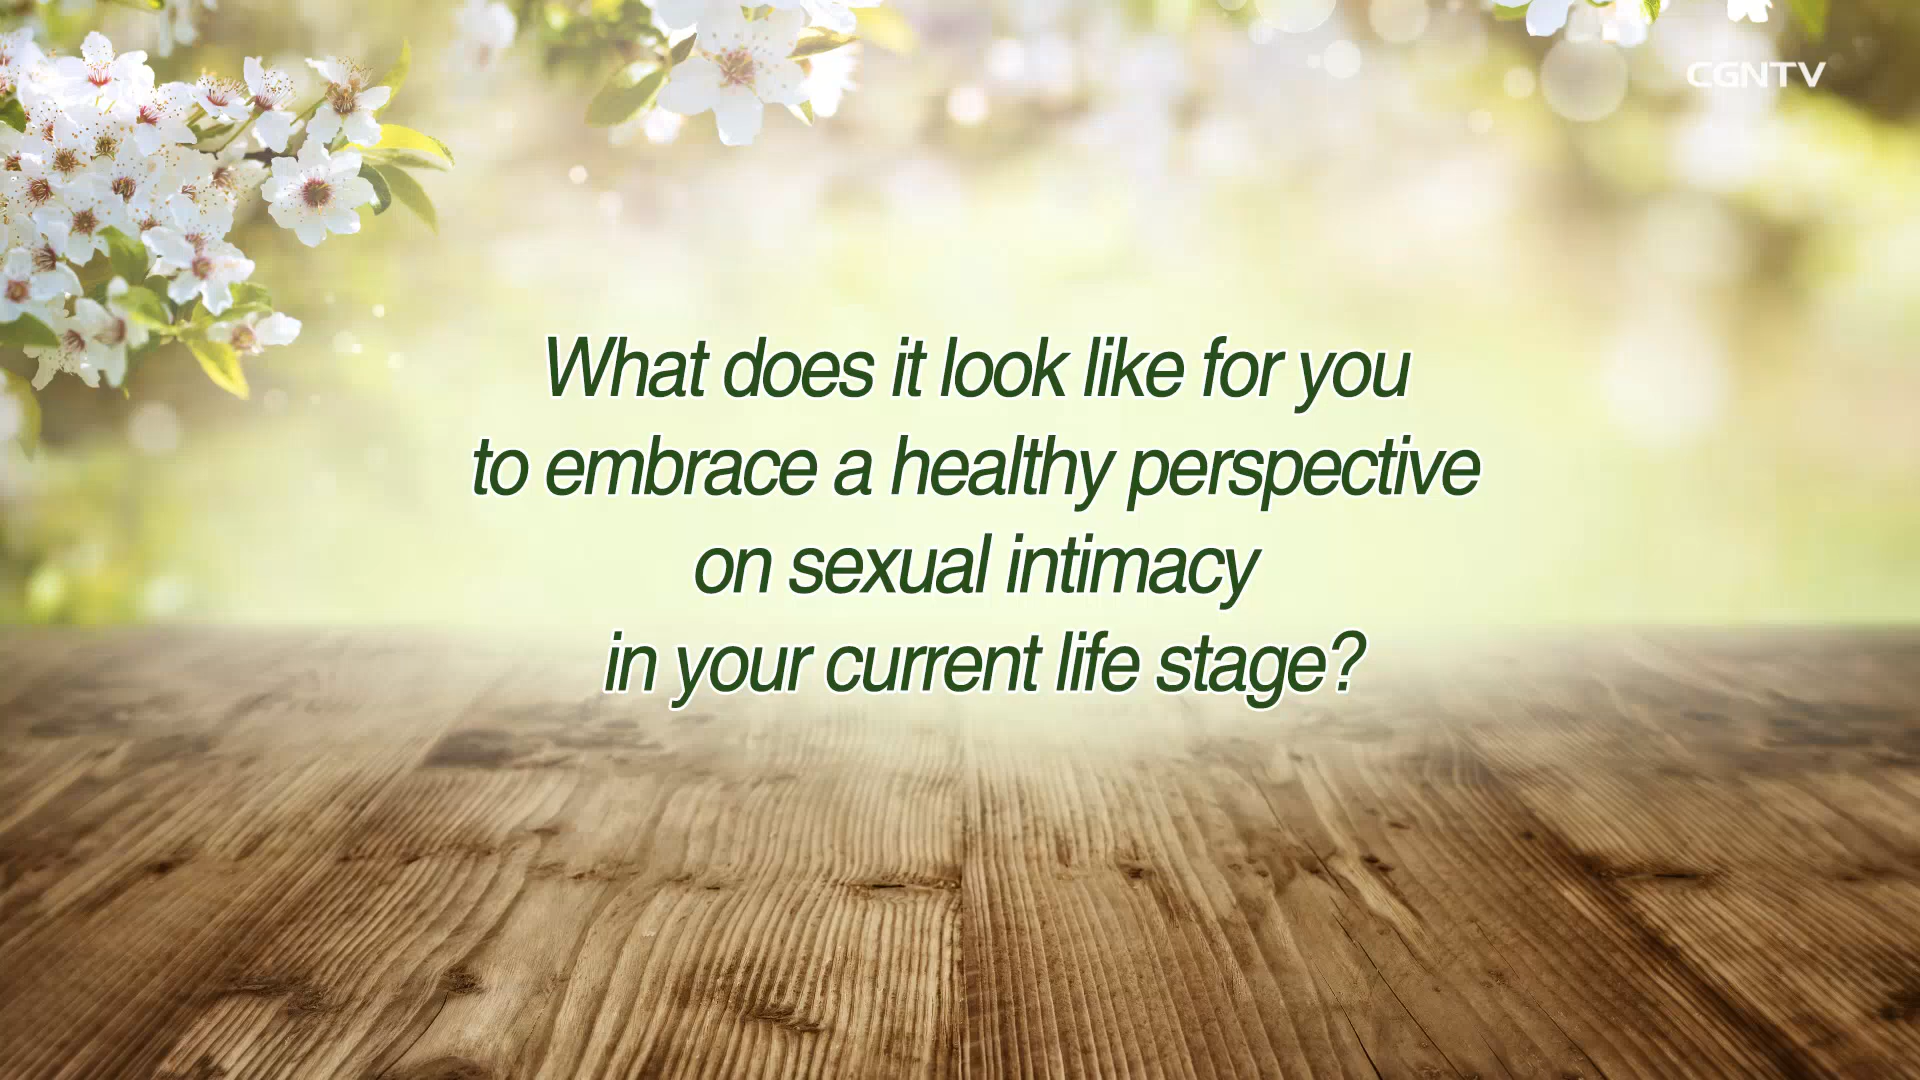 CGNTV
What does it look like for you
to embrace a healthy perspective
on sexual intimacy
in your current life stage?